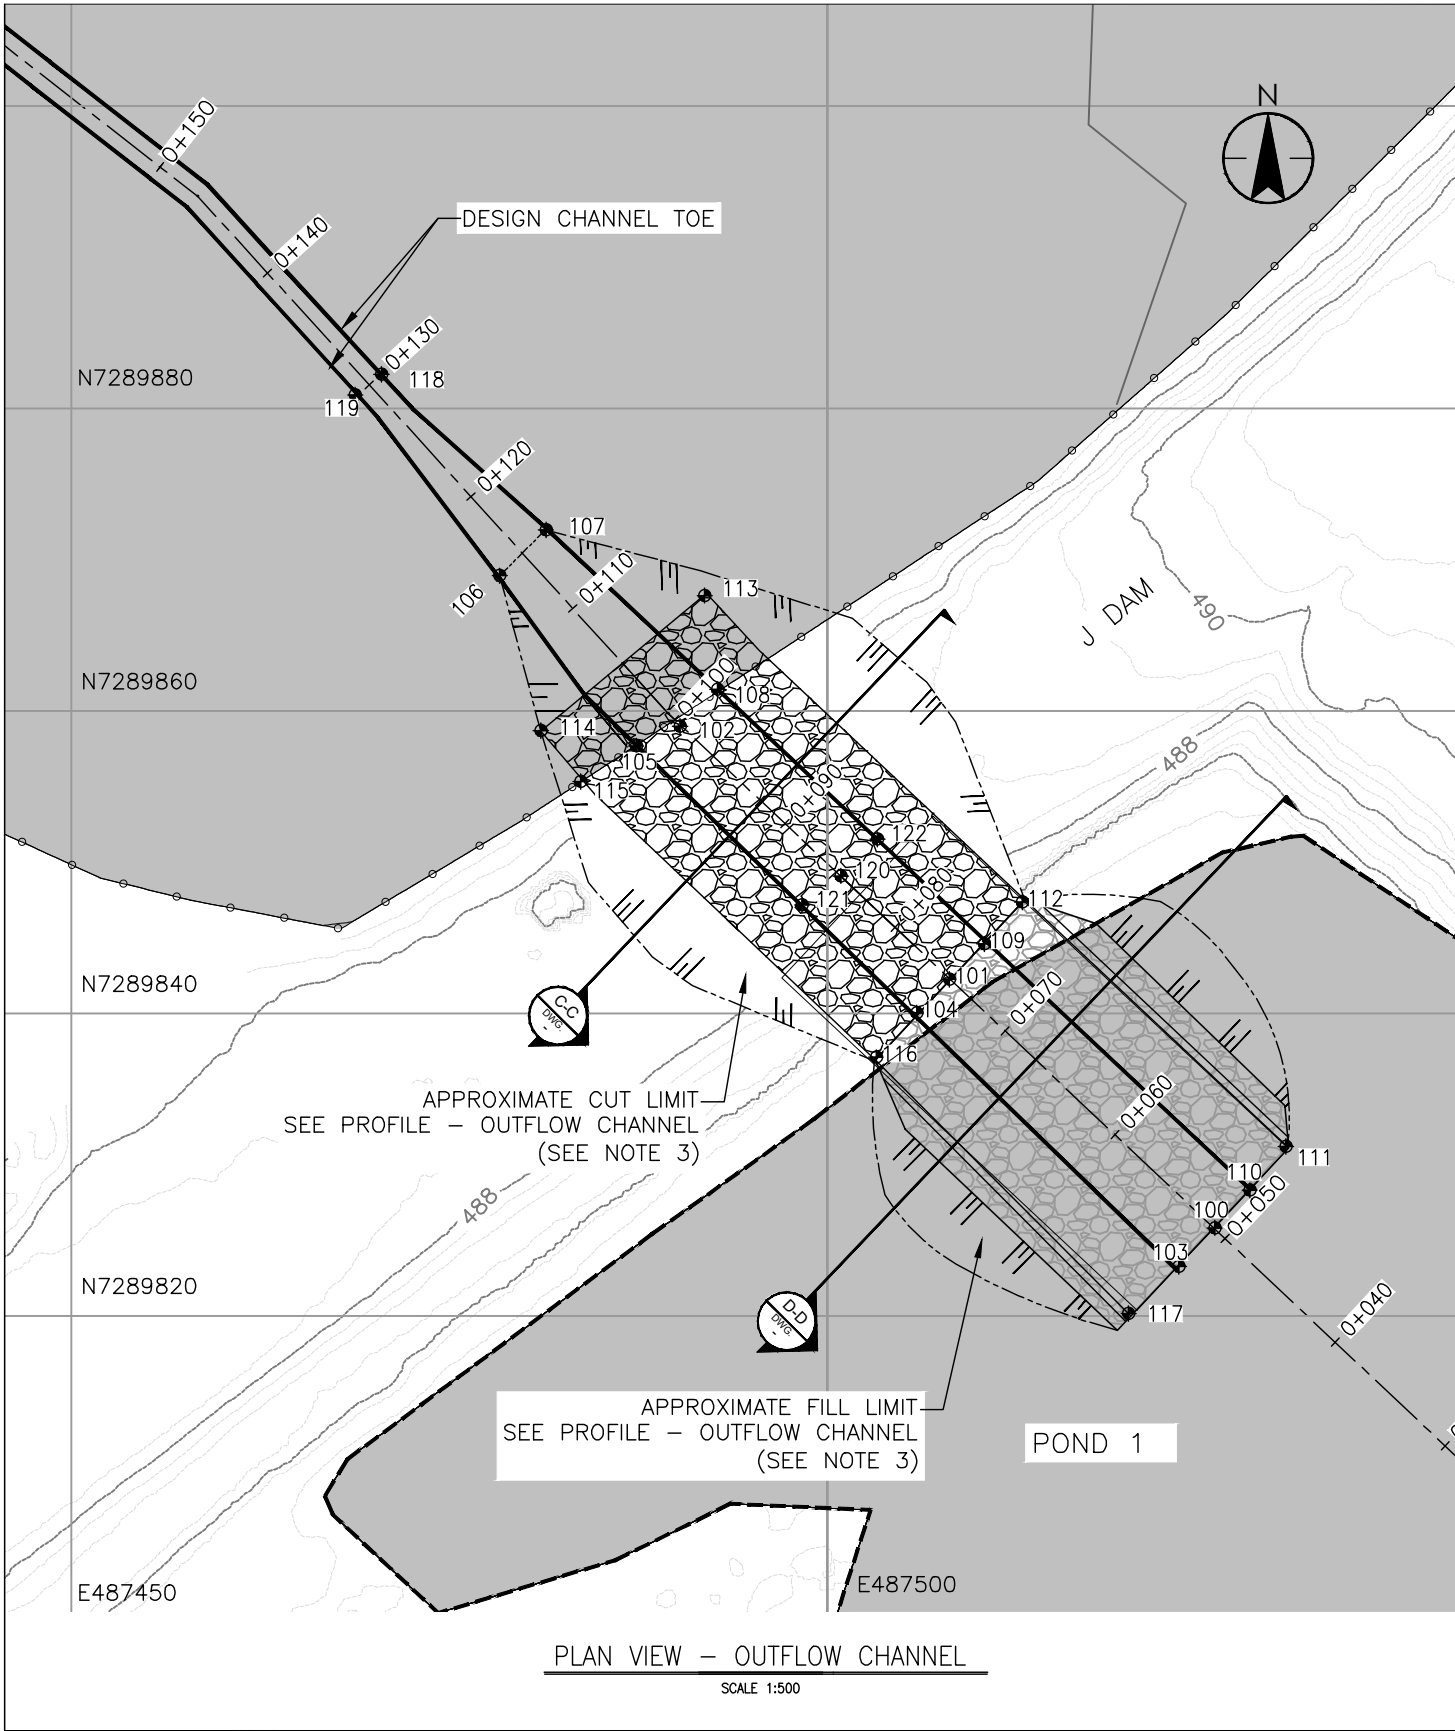 N
0+150
DESIGN CHANNEL TOE
0+140
0+130
N7289880
118
119
0+120
107
0+110
106
113
J DAM
490
N7289860
0+100
108
114
102
105
488
115
0+090
122
120
0+080
121
112
109
101
N7289840
C-C
DWG.
-
104
0+070
116
APPROXIMATE CUT LIMIT
SEE PROFILE – OUTFLOW CHANNEL
(SEE NOTE 3)
0+060
111
110
488
100
0+050
103
N7289820
D-D
DWG.
-
117
0+040
APPROXIMATE FILL LIMIT
SEE PROFILE – OUTFLOW CHANNEL
(SEE NOTE 3)
POND 1
E487450
E487500
PLAN VIEW – OUTFLOW CHANNEL
SCALE 1:500